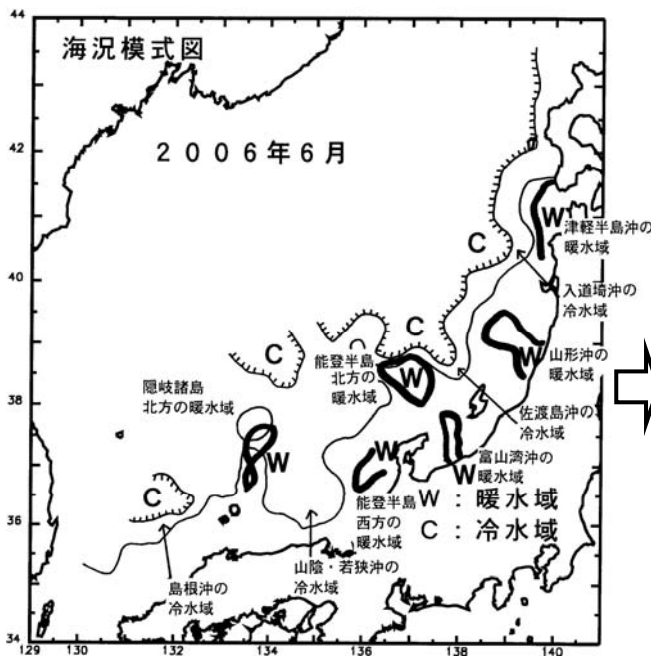 44
海況模式図
2006年6月
42
W
津軽半島沖の
暖水域
C
40
入道埼沖の
冷水域
C
C
能登半島
北方の
暖水域
W
W
山形沖の
暖水域
隠岐諸島
北方の暖水域
38
佐渡島沖の
冷水域
W
W
富山湾沖の
暖水域
W
C
能登半島
西方の
暖水域
W : 暖水域
C : 冷水域
36
島根沖の
冷水域
山陰・若狭沖の
冷水域
34
129 130 132 134 136 138 140